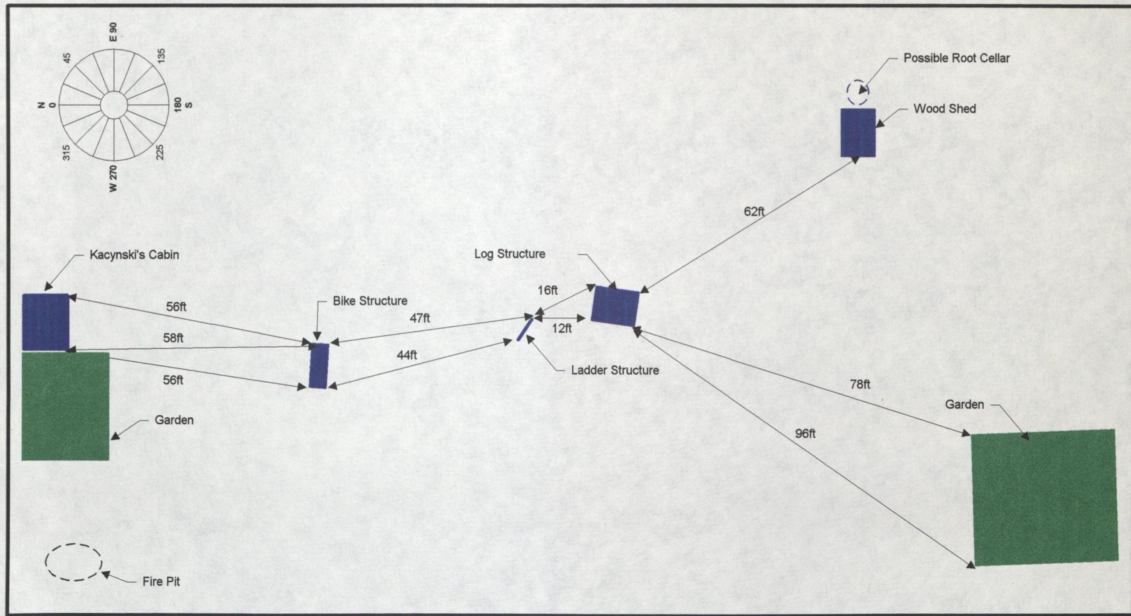 E 90
45
135
N 0
180 S
315
225
W 270
Possible Root Cellar
Wood Shed
62ft
Log Structure
Kacynski's Cabin
16ft
Bike Structure
56ft
47ft
12ft
58ft
44ft
Ladder Structure
56ft
78ft
Garden
Garden
96ft
Fire Pit